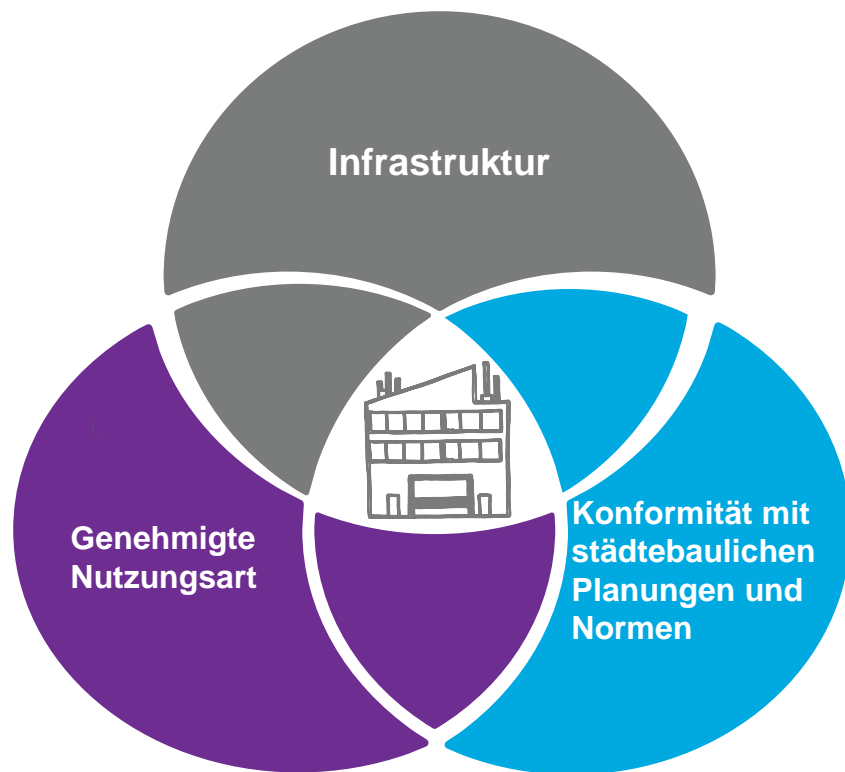 Infrastruktur
Genehmigte
Nutzungsart
Konformität mit
städtebaulichen
Planungen und
Normen